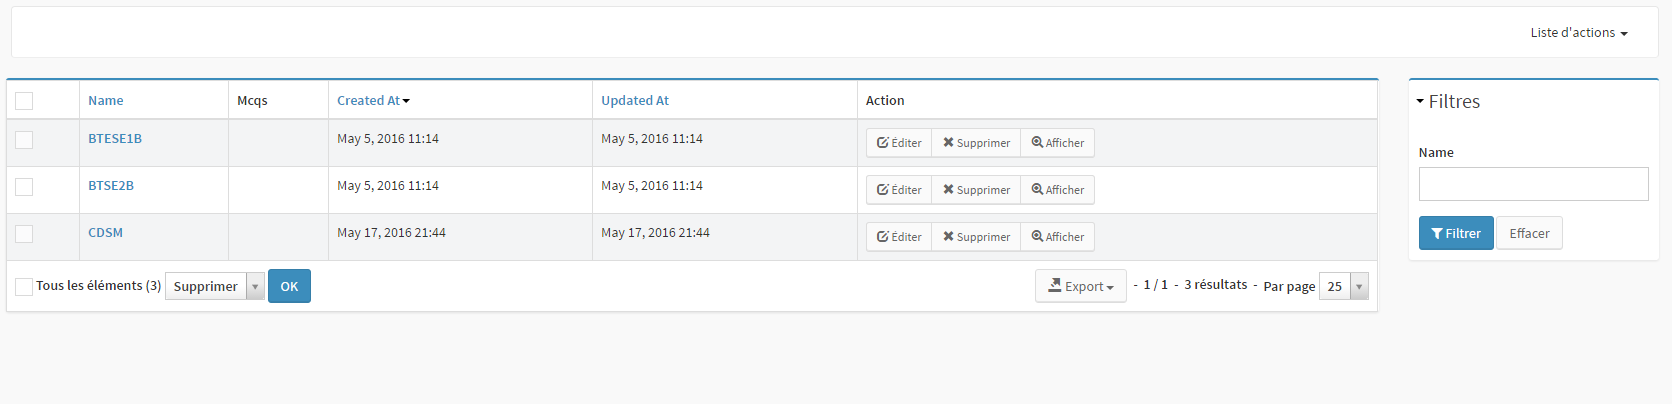 Liste d'actions
Name Mcqs Created At Updated At Action
BTESE1B May 5, 2016 11:14 May 5, 2016 11:14 Éditer Supprimer Afficher
BTSE2B May 5, 2016 11:14 May 5, 2016 11:14 Éditer Supprimer Afficher
CDSM May 17, 2016 21:44 May 17, 2016 21:44 Éditer Supprimer Afficher
Tous les éléments (3) Supprimer OK Export - 1 / 1 - 3 résultats - Par page 25
Filtres
Name
Filtrer Effacer